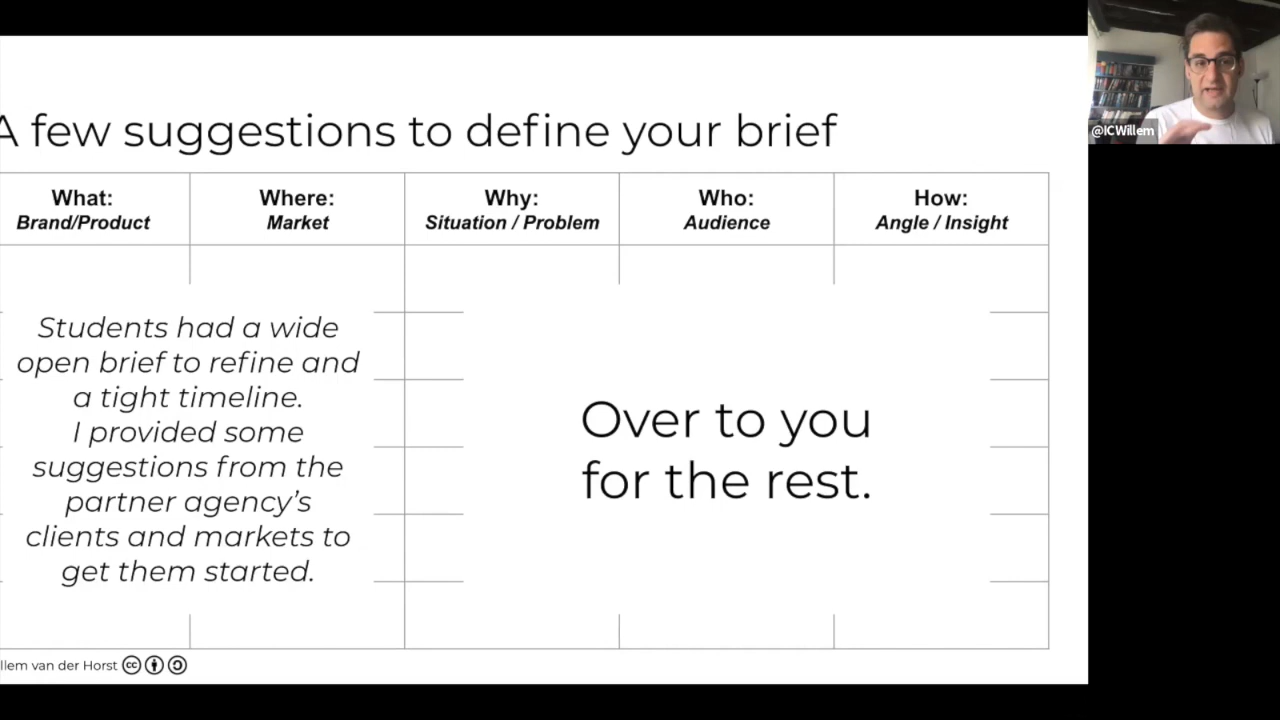 A few suggestions to define your brief
@ICWillem
What:
Brand/Product
Where:
Market
Why:
Situation / Problem
Who:
Audience
How:
Angle / Insight
Students had a wide
open brief to refine and
a tight timeline.
I provided some
suggestions from the
partner agency's
clients and markets to
get them started.
Over to you
for the rest.
llem van der Horst